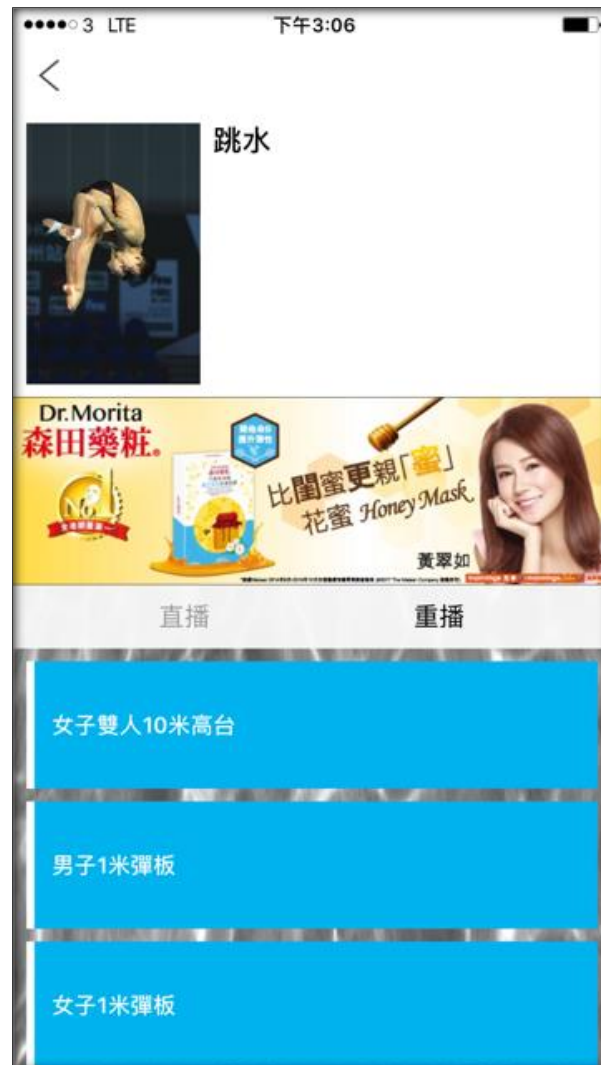 3 LTE
下午3:06
跳水
Dr.Morita
森田藥粧®
No.1
比閨蜜更親「蜜」
花蜜 Honey Mask
黃翠如
直播
重播
女子雙人10米高台
男子1米彈板
女子1米彈板